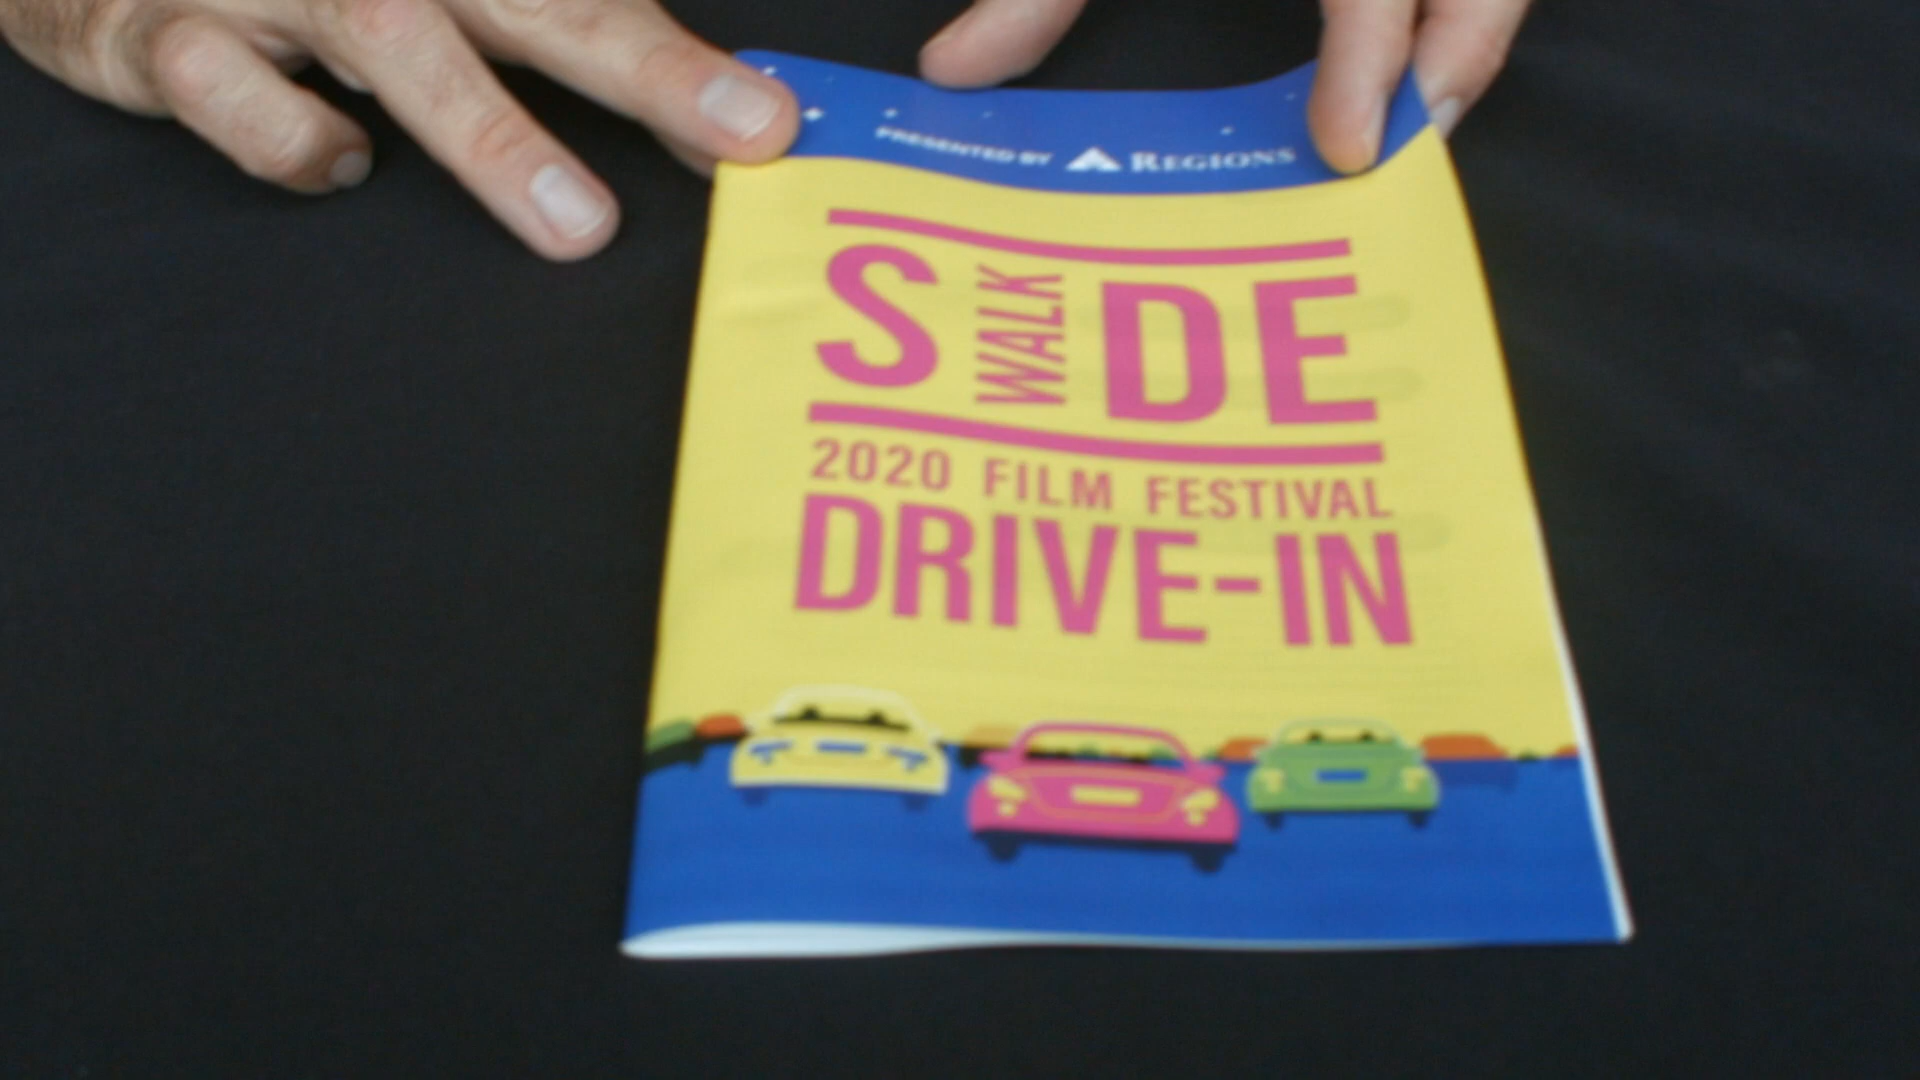 PRESENTED BY REGIONS
S WALK DE
2020 FILM FESTIVAL
DRIVE-IN